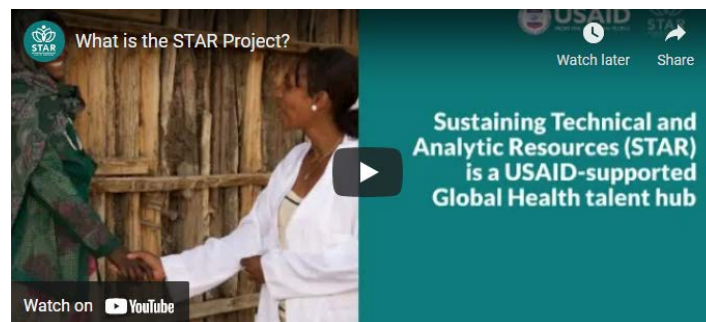 STAR
What is the STAR Project?
USAID
STAR
Watch later
Share
Sustaining Technical and
Analytic Resources (STAR)
is a USAID-supported
Global Health talent hub
Watch on YouTube